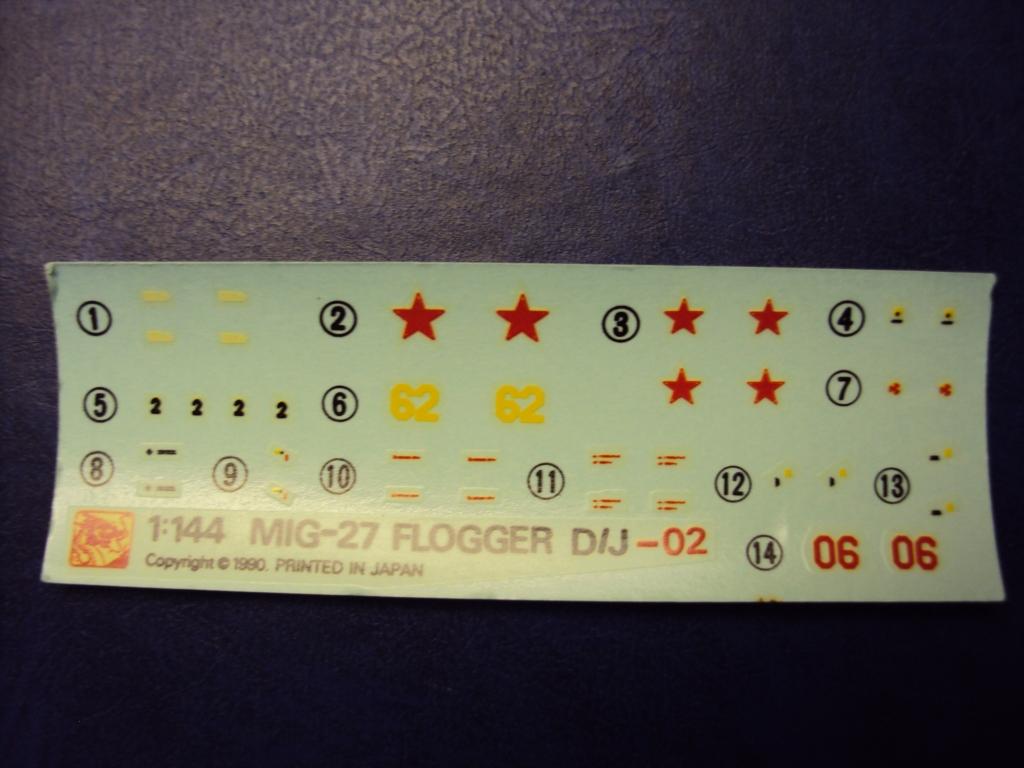 ① ② ③ ④
⑤ 2 2 2 2 ⑥ 62 62 ⑦
⑧ ⑨ ⑩ ⑪ ⑫ ⑬
1:144 MIG-27 FLOGGER D/J -02
Copyright © 1990. PRINTED IN JAPAN
⑭ 06 06